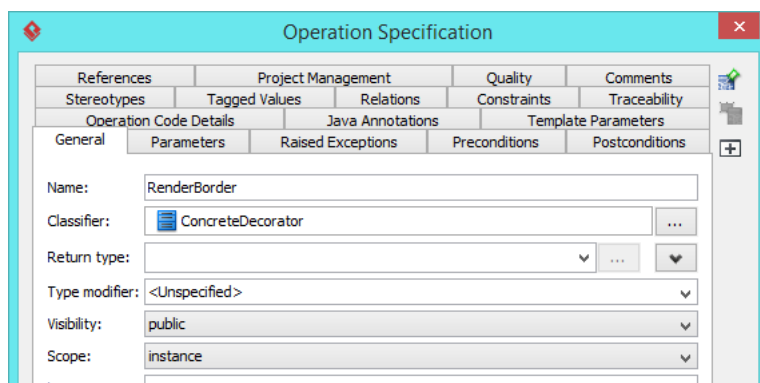 Operation Specification
References Project Management Quality Comments
Stereotypes Tagged Values Relations Constraints Traceability
Operation Code Details Java Annotations Template Parameters
General Parameters Raised Exceptions Preconditions Postconditions
Name: RenderBorder
Classifier: ConcreteDecorator ...
Return type: ...
Type modifier: <Unspecified>
Visibility: public
Scope: instance